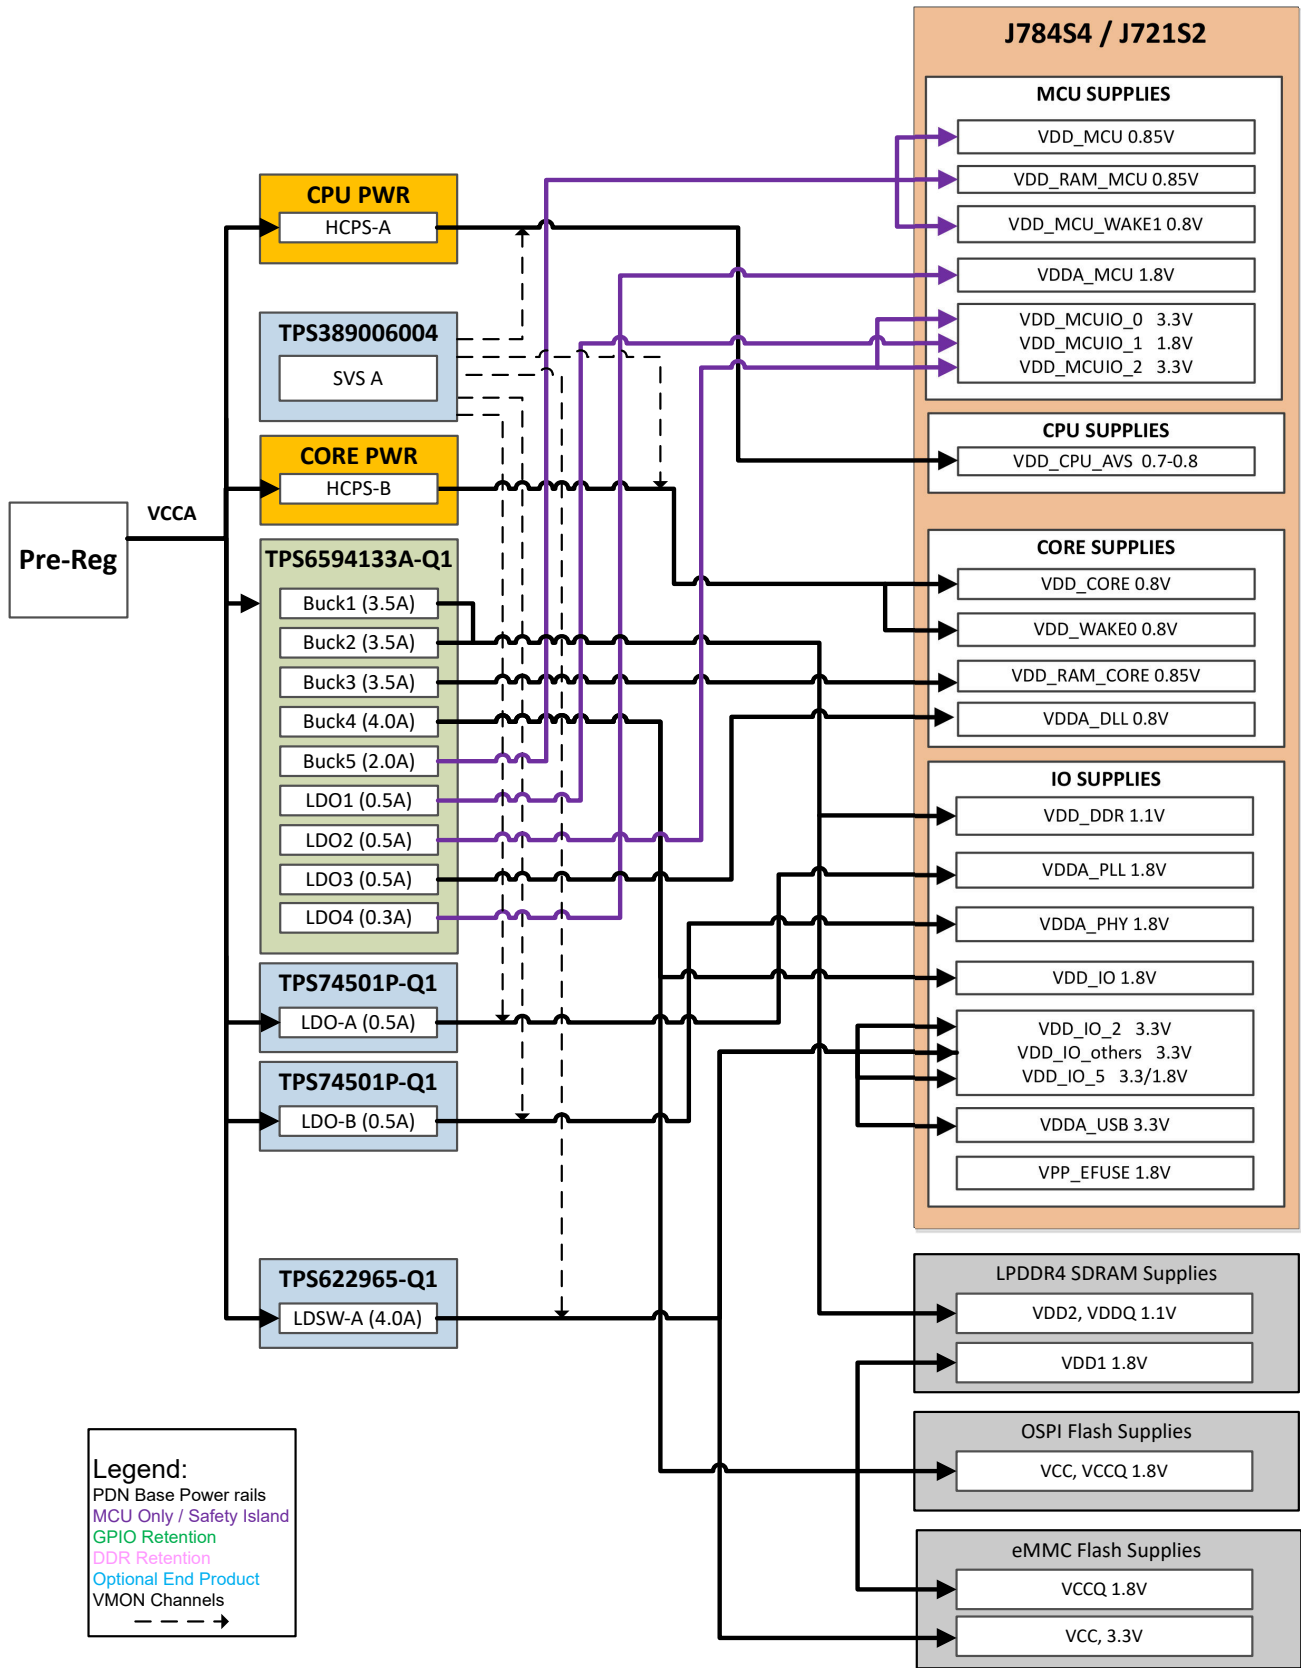 J784S4 / J721S2
MCU SUPPLIES
VDD_MCU 0.85V
VDD_RAM_MCU 0.85V
VDD_MCU_WAKE1 0.8V
VDDA_MCU 1.8V
VDD_MCUIO_0 3.3V
VDD_MCUIO_1 1.8V
VDD_MCUIO_2 3.3V
CPU SUPPLIES
VDD_CPU_AVS 0.7-0.8
CORE SUPPLIES
VDD_CORE 0.8V
VDD_WAKE0 0.8V
VDD_RAM_CORE 0.85V
VDDA_DLL 0.8V
IO SUPPLIES
VDD_DDR 1.1V
VDDA_PLL 1.8V
VDDA_PHY 1.8V
VDD_IO 1.8V
VDD_IO_2 3.3V
VDD_IO_others 3.3V
VDD_IO_5 3.3/1.8V
VDDA_USB 3.3V
VPP_EFUSE 1.8V
LPDDR4 SDRAM Supplies
VDD2, VDDQ 1.1V
VDD1 1.8V
OSPI Flash Supplies
VCC, VCCQ 1.8V
eMMC Flash Supplies
VCCQ 1.8V
VCC, 3.3V
CPU PWR
HCPS-A
TPS389006004
SVS A
CORE PWR
HCPS-B
Pre-Reg
VCCA
TPS6594133A-Q1
Buck1 (3.5A)
Buck2 (3.5A)
Buck3 (3.5A)
Buck4 (4.0A)
Buck5 (2.0A)
LDO1 (0.5A)
LDO2 (0.5A)
LDO3 (0.5A)
LDO4 (0.3A)
TPS74501P-Q1
LDO-A (0.5A)
TPS74501P-Q1
LDO-B (0.5A)
TPS622965-Q1
LDSW-A (4.0A)
Legend:
PDN Base Power rails
MCU Only / Safety Island
GPIO Retention
DDR Retention
Optional End Product
VMON Channels